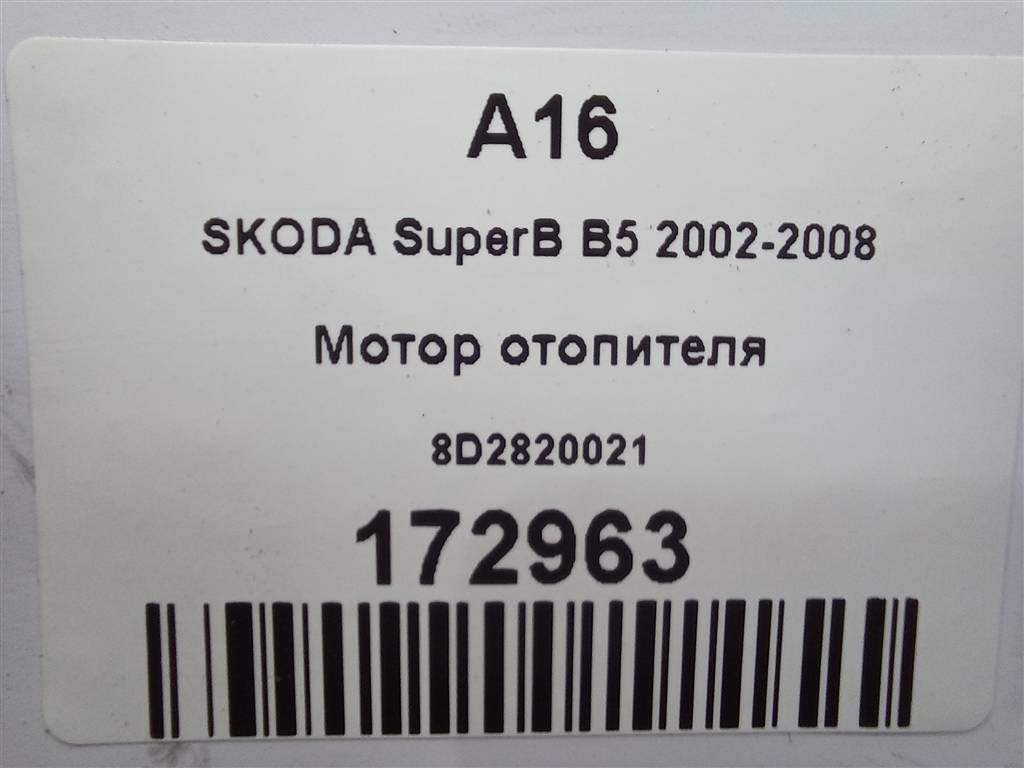 A16
SKODA SuperB B5 2002-2008
Мотор отопителя
8D2820021
172963